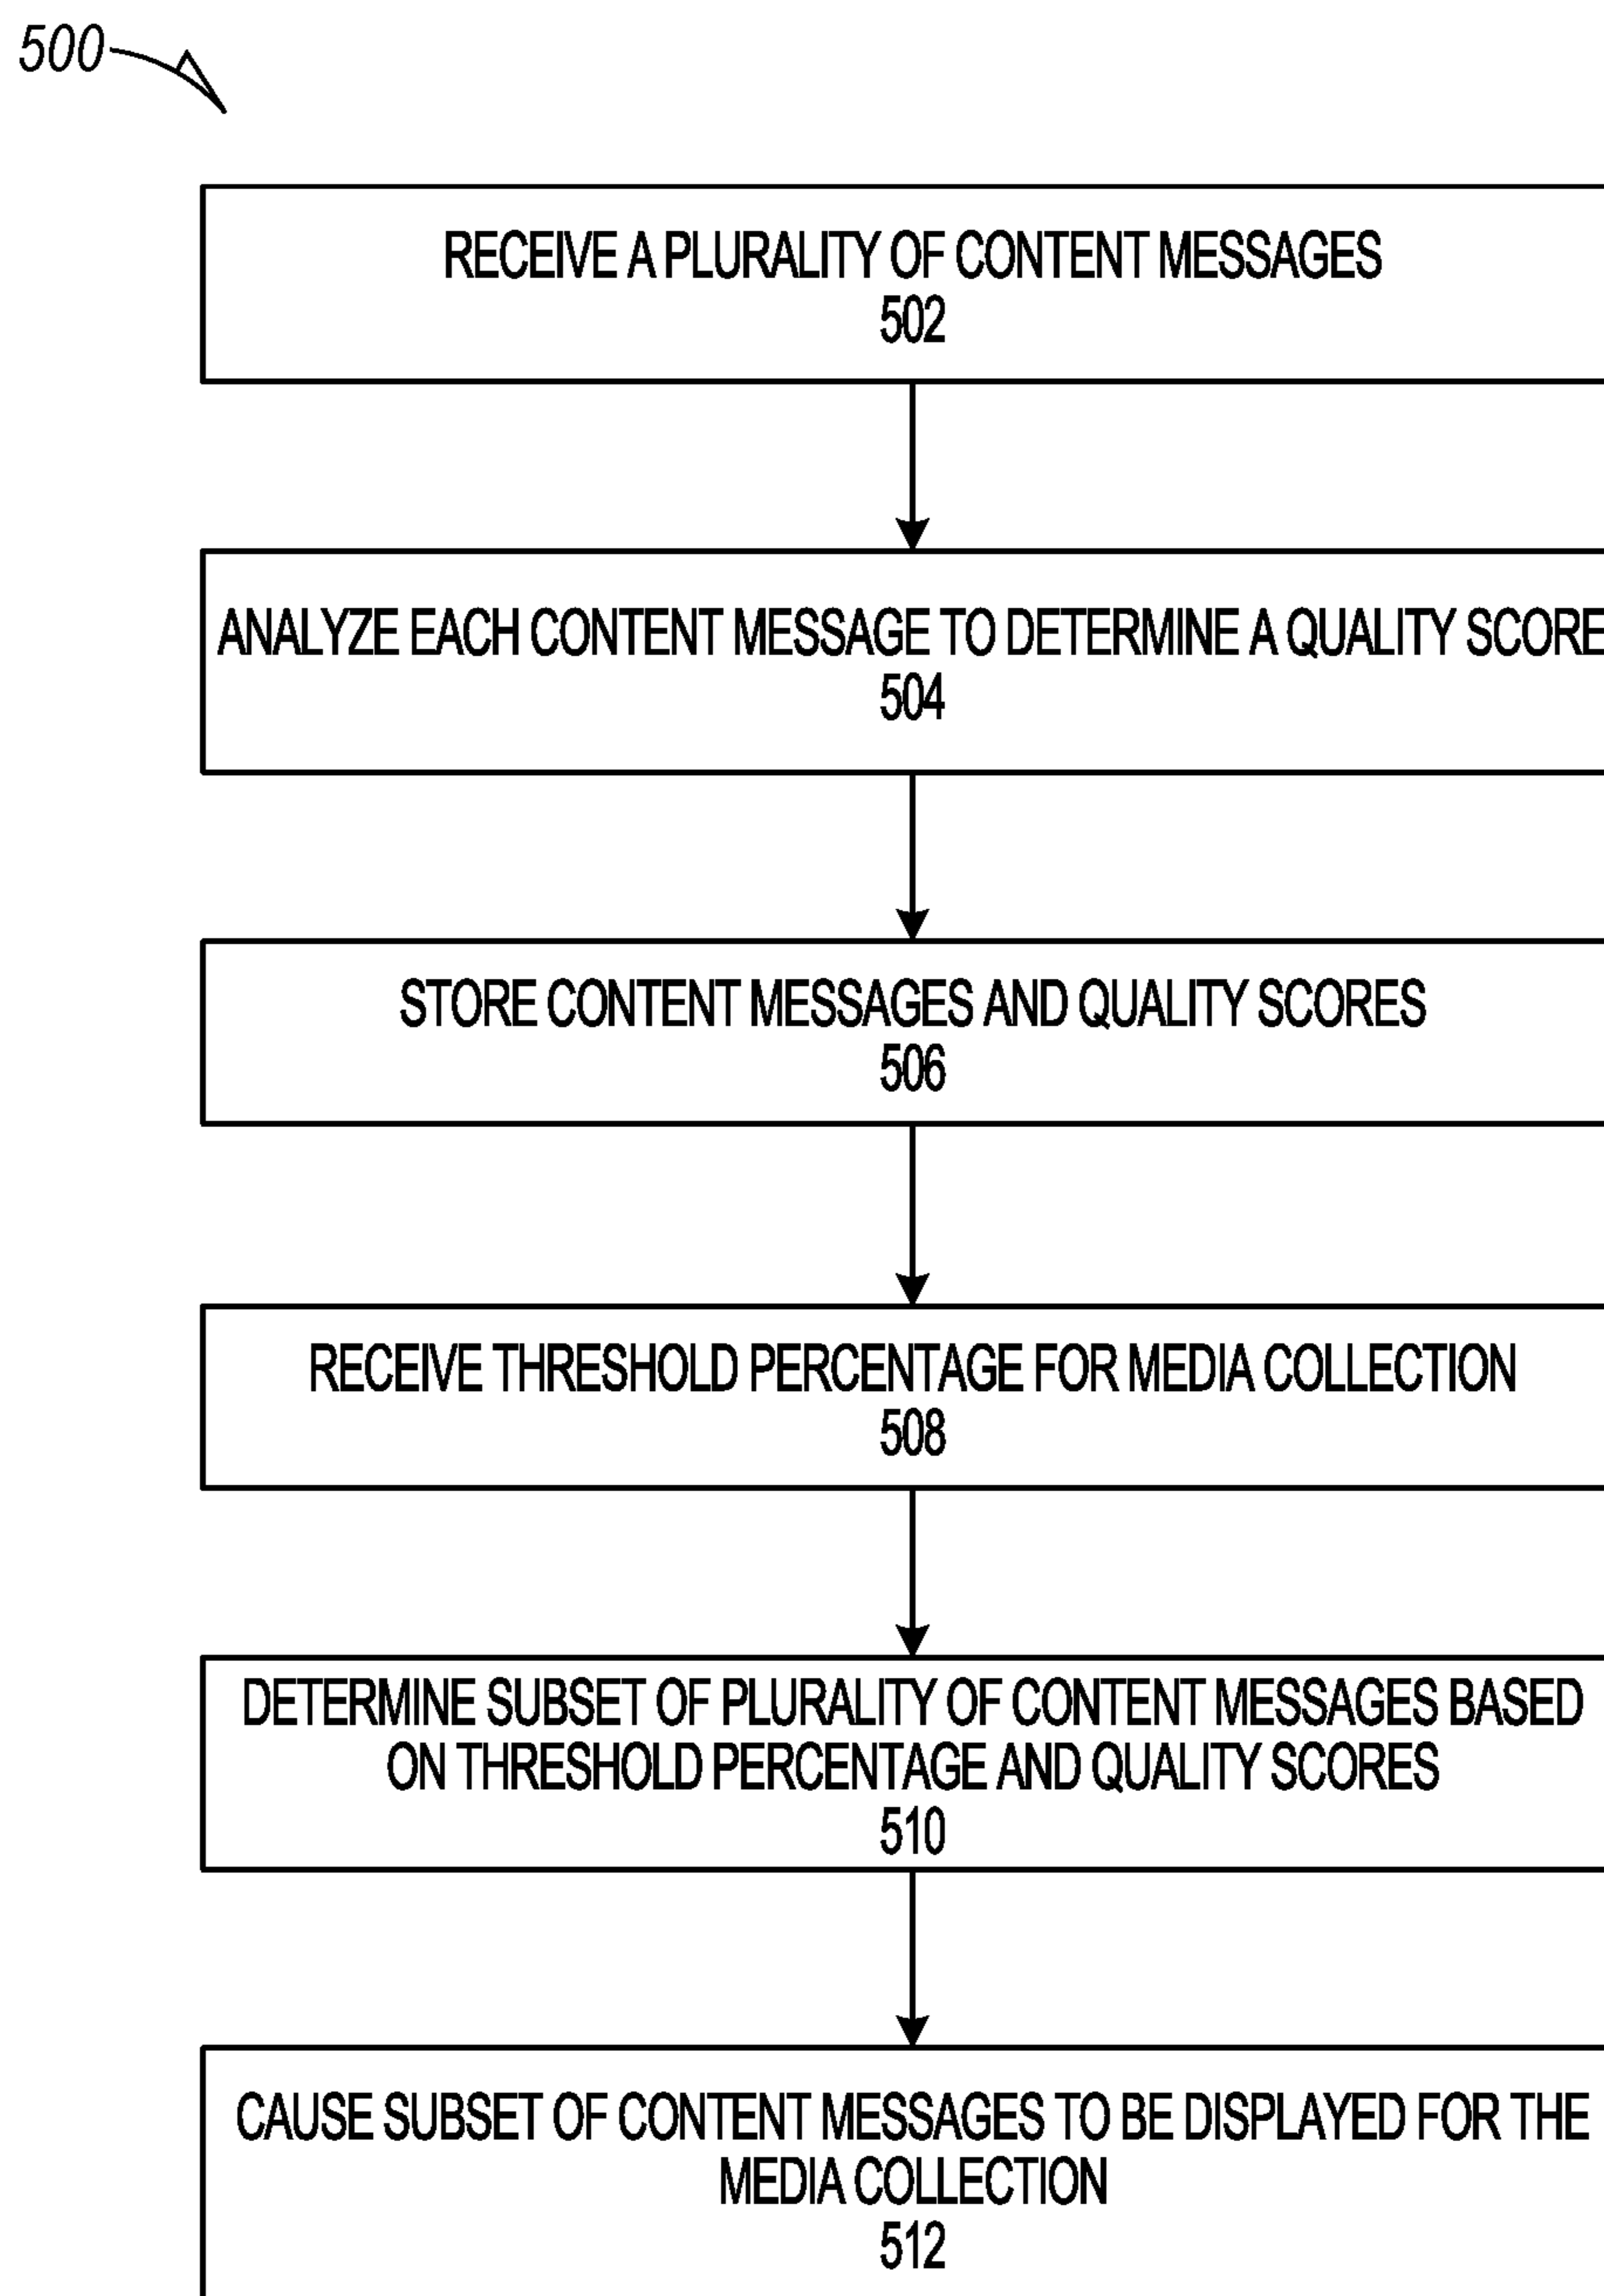 500
RECEIVE A PLURALITY OF CONTENT MESSAGES
502
ANALYZE EACH CONTENT MESSAGE TO DETERMINE A QUALITY SCORE
504
STORE CONTENT MESSAGES AND QUALITY SCORES
506
RECEIVE THRESHOLD PERCENTAGE FOR MEDIA COLLECTION
508
DETERMINE SUBSET OF PLURALITY OF CONTENT MESSAGES BASED
ON THRESHOLD PERCENTAGE AND QUALITY SCORES
510
CAUSE SUBSET OF CONTENT MESSAGES TO BE DISPLAYED FOR THE
MEDIA COLLECTION
512